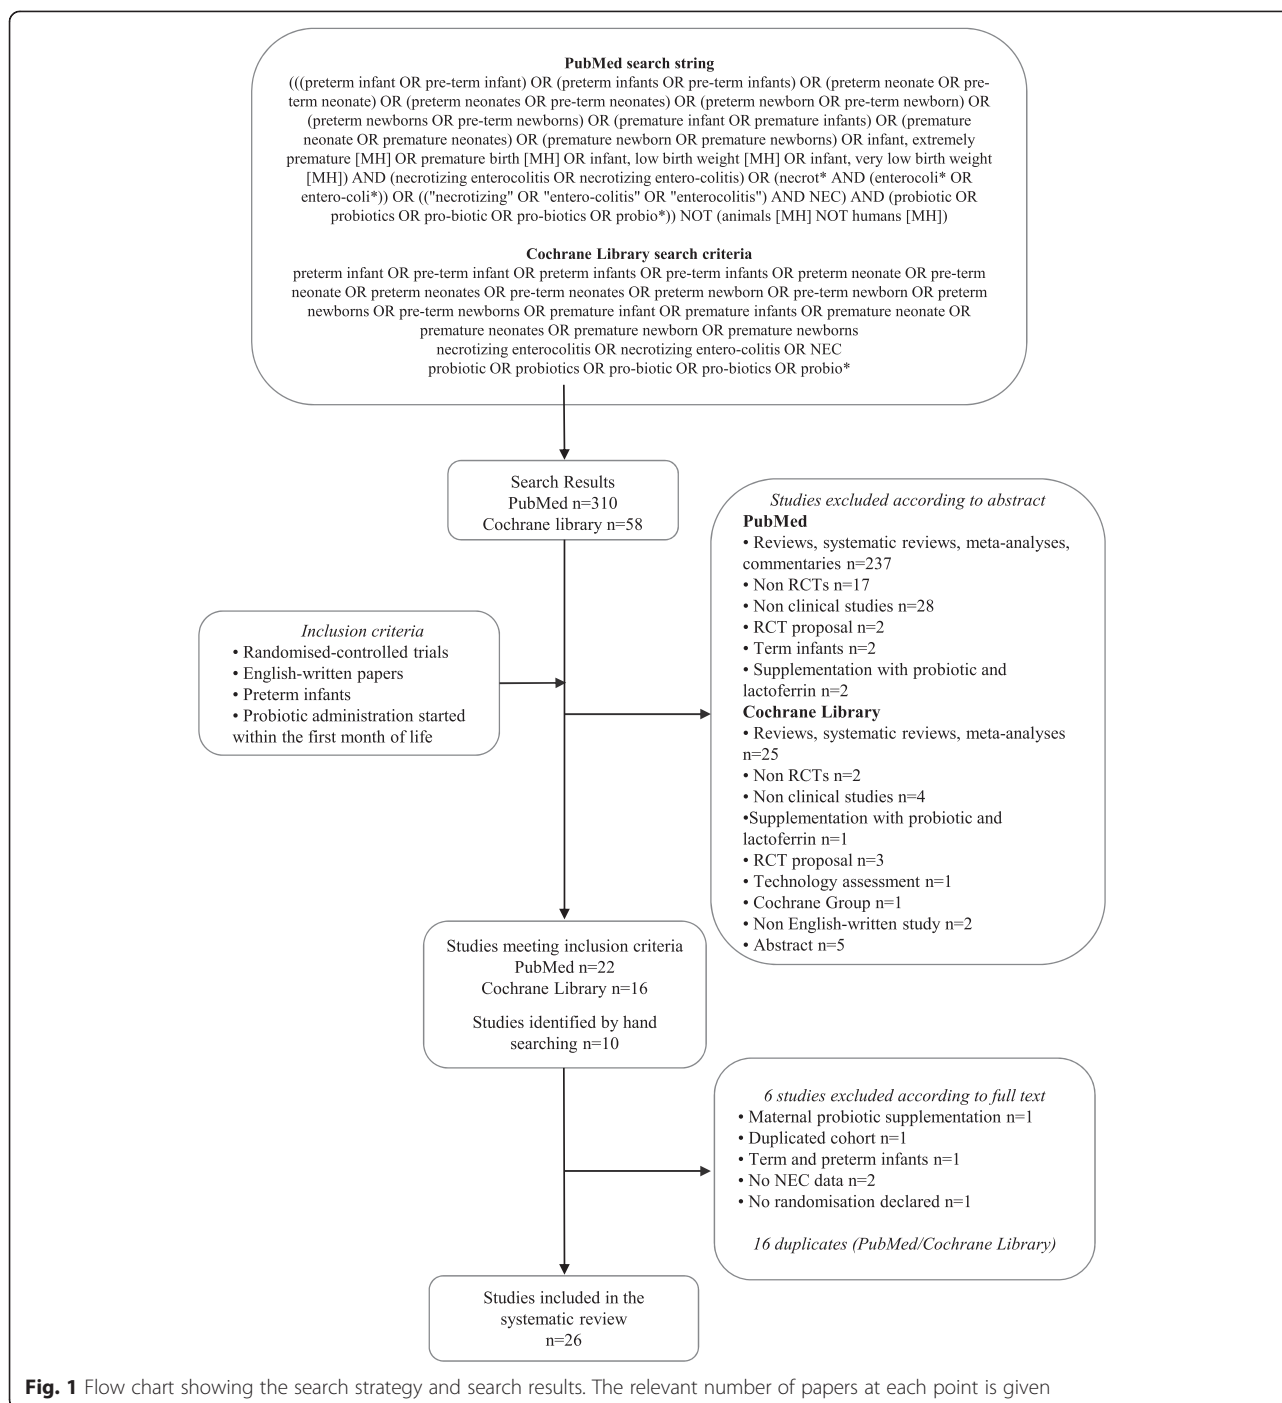 PubMed search string
(((preterm infant OR pre-term infant) OR (preterm infants OR pre-term infants) OR (preterm neonate OR pre-
term neonate) OR (preterm neonates OR pre-term neonates) OR (preterm newborn OR pre-term newborn) OR
(preterm newborns OR pre-term newborns) OR (premature infant OR premature infants) OR (premature
neonate OR premature neonates) OR (premature newborn OR premature newborns) OR infant, extremely
premature [MH] OR premature birth [MH] OR infant, low birth weight [MH] OR infant, very low birth weight
[MH]) AND (necrotizing enterocolitis OR necrotizing entero-colitis) OR (necrot* AND (enterocoli* OR
entero-coli*)) OR (("necrotizing" OR "entero-colitis" OR "enterocolitis") AND NEC) AND (probiotic OR
probiotics OR pro-biotic OR pro-biotics OR probio*)) NOT (animals [MH] NOT humans [MH])
Cochrane Library search criteria
preterm infant OR pre-term infant OR preterm infants OR pre-term infants OR preterm neonate OR pre-term
neonate OR preterm neonates OR pre-term neonates OR preterm newborn OR pre-term newborn OR preterm
newborns OR pre-term newborns OR premature infant OR premature infants OR premature neonate OR
premature neonates OR premature newborn OR premature newborns
necrotizing enterocolitis OR necrotizing entero-colitis OR NEC
probiotic OR probiotics OR pro-biotic OR pro-biotics OR probio*
Search Results
PubMed n=310
Cochrane library n=58
Inclusion criteria
• Randomised-controlled trials
• English-written papers
• Preterm infants
• Probiotic administration started
within the first month of life
Studies excluded according to abstract
PubMed
• Reviews, systematic reviews, meta-analyses,
commentaries n=237
• Non RCTs n=17
• Non clinical studies n=28
• RCT proposal n=2
• Term infants n=2
• Supplementation with probiotic and
lactoferrin n=2
Cochrane Library
• Reviews, systematic reviews, meta-analyses
n=25
• Non RCTs n=2
• Non clinical studies n=4
•Supplementation with probiotic and
lactoferrin n=1
• RCT proposal n=3
• Technology assessment n=1
• Cochrane Group n=1
• Non English-written study n=2
• Abstract n=5
Studies meeting inclusion criteria
PubMed n=22
Cochrane Library n=16
Studies identified by hand
searching n=10
6 studies excluded according to full text
• Maternal probiotic supplementation n=1
• Duplicated cohort n=1
• Term and preterm infants n=1
• No NEC data n=2
• No randomisation declared n=1
16 duplicates (PubMed/Cochrane Library)
Studies included in the
systematic review
n=26
Fig. 1 Flow chart showing the search strategy and search results. The relevant number of papers at each point is given